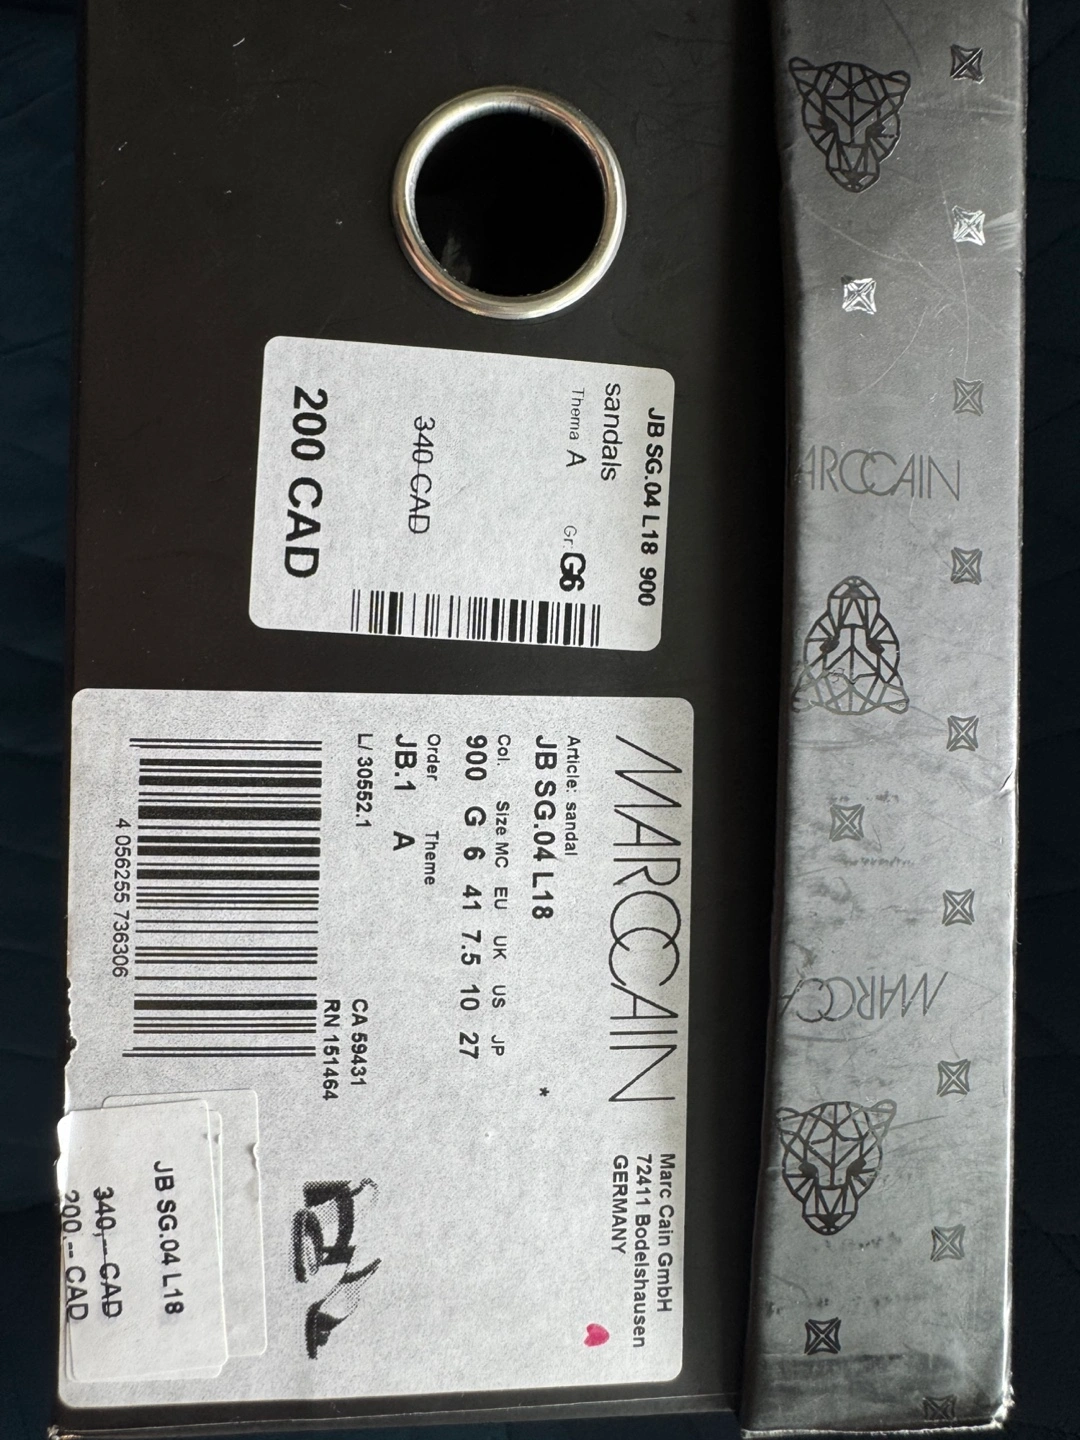 JB SG.04 L18 900
sandals
Thema A Gr. G6
340 CAD
200 CAD
MARCCAIN
Marc Cain GmbH
72411 Bodelshausen
GERMANY
Article: sandal
JB SG.04 L18 *
Col. Size MC EU UK US JP
900 G 6 41 7.5 10 27
Order Theme
JB.1 A
L/ 30552.1
CA 59431
RN 151464
4 056255 736306
JB SG.04 L18
340,-- CAD
200,-- CAD
ARCCAIN
MARCC